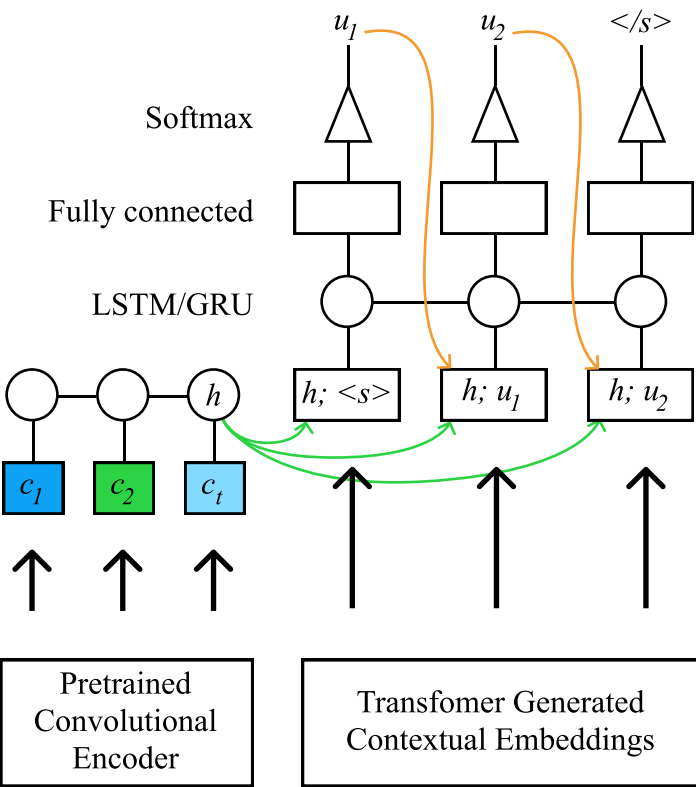 u1 u2 </s>
Softmax
Fully connected
LSTM/GRU
h h; <s> h; u1 h; u2
c1 c2 ct
Pretrained
Convolutional
Encoder
Transfomer Generated
Contextual Embeddings